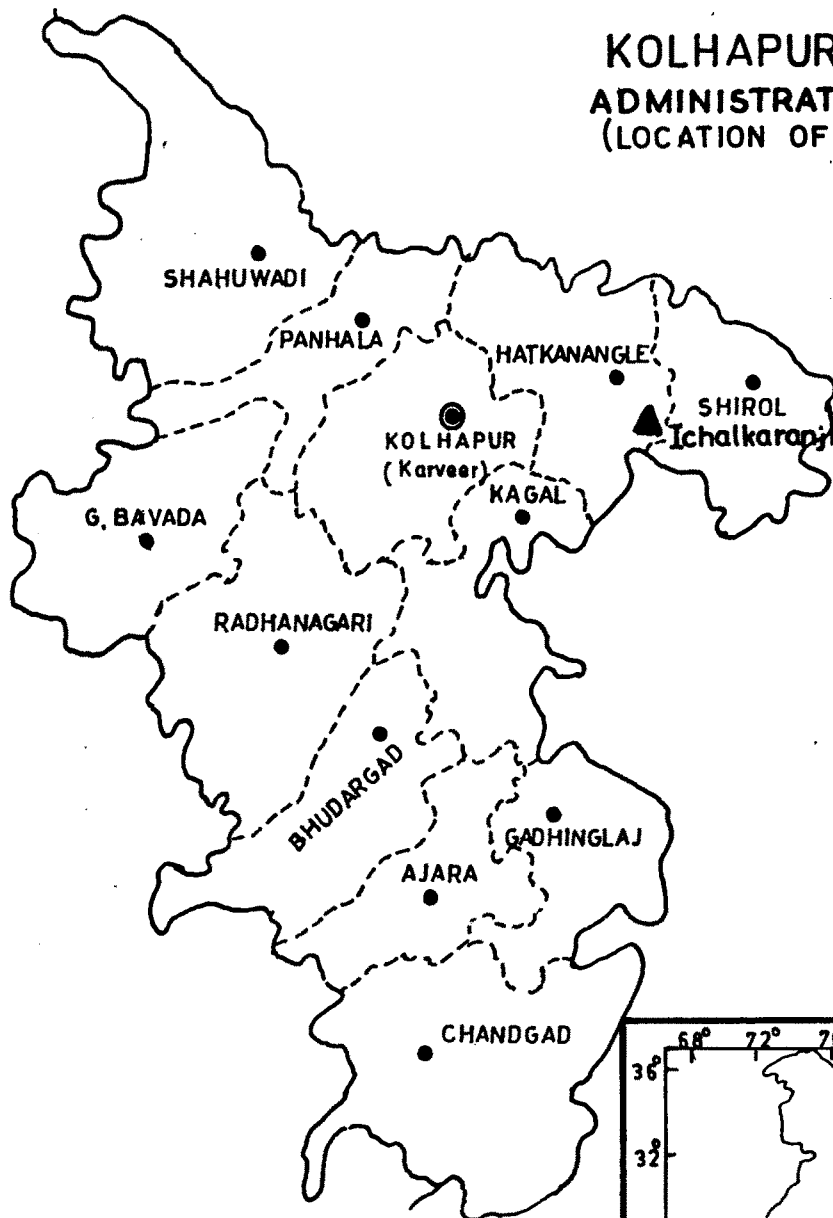 KOLHAPUR
ADMINISTRAT
(LOCATION OF
SHAHUWADI
PANHALA
HATKANANGLE
SHIROL
Ichalkaranji
KOLHAPUR
(Karveer)
KAGAL
G. BAVADA
RADHANAGARI
BHUDARGAD
GADHINGLAJ
AJARA
CHANDGAD
68° 72°
36°
32°